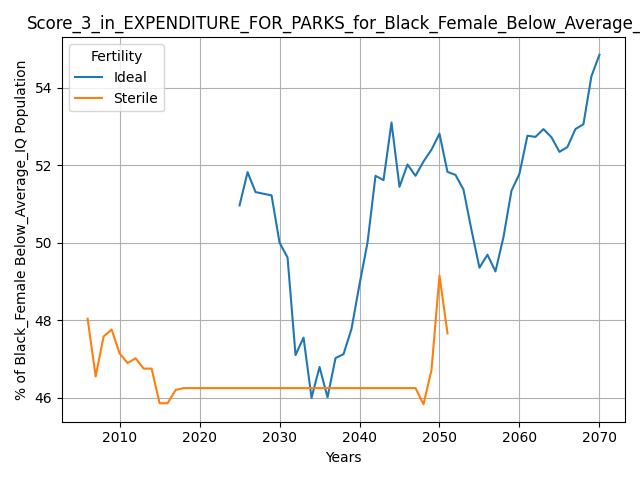 Score_3_in_EXPENDITURE_FOR_PARKS_for_Black_Female_Below_Average_
Fertility
Ideal
Sterile
% of Black_Female Below_Average_IQ Population
54
52
50
48
46
2010 2020 2030 2040 2050 2060 2070
Years